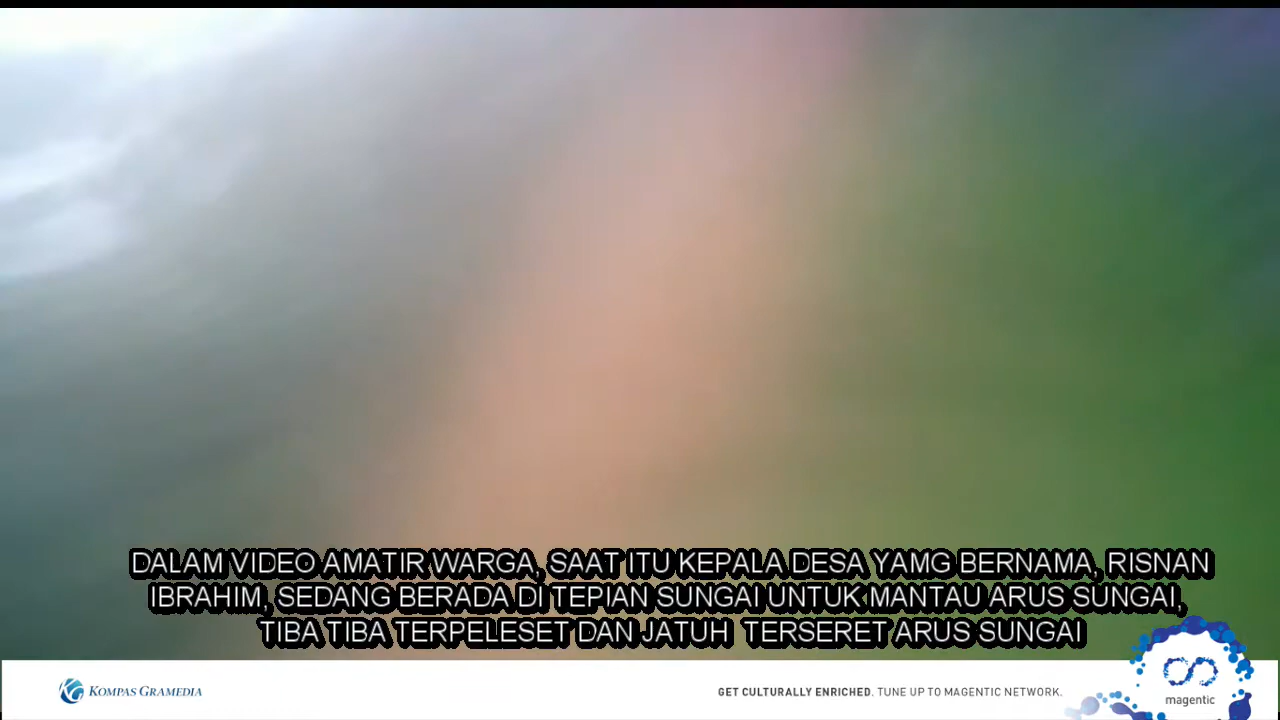 DALAM VIDEO AMATIR WARGA, SAAT ITU KEPALA DESA YAMG BERNAMA, RISNAN
IBRAHIM, SEDANG BERADA DI TEPIAN SUNGAI UNTUK MANTAU ARUS SUNGAI,
TIBA TIBA TERPELESET DAN JATUH TERSERET ARUS SUNGAI
KG KOMPAS GRAMEDIA
GET CULTURALLY ENRICHED. TUNE UP TO MAGENTIC NETWORK.
magentic